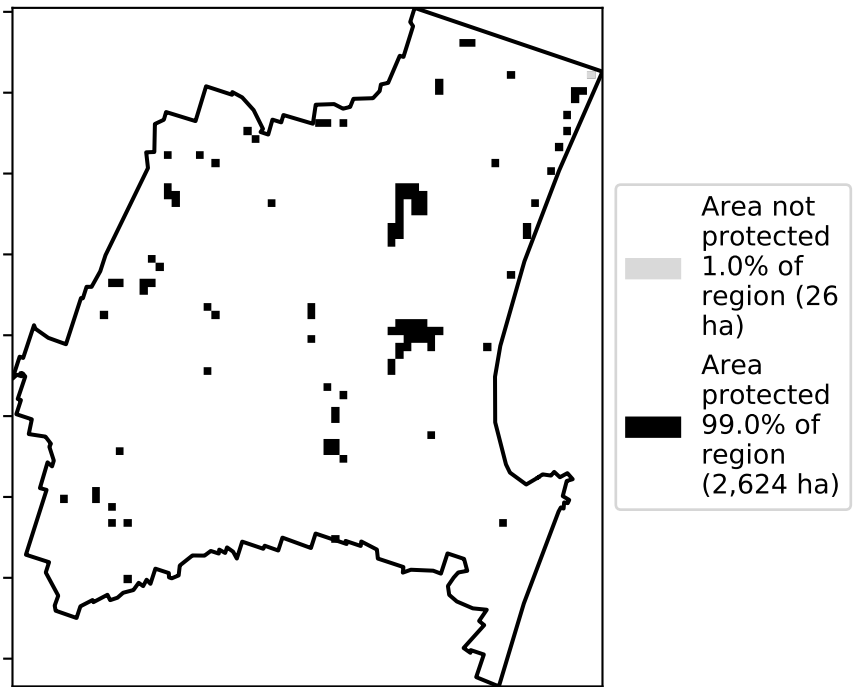 Area not
protected
1.0% of
region (26
ha)
Area
protected
99.0% of
region
(2,624 ha)